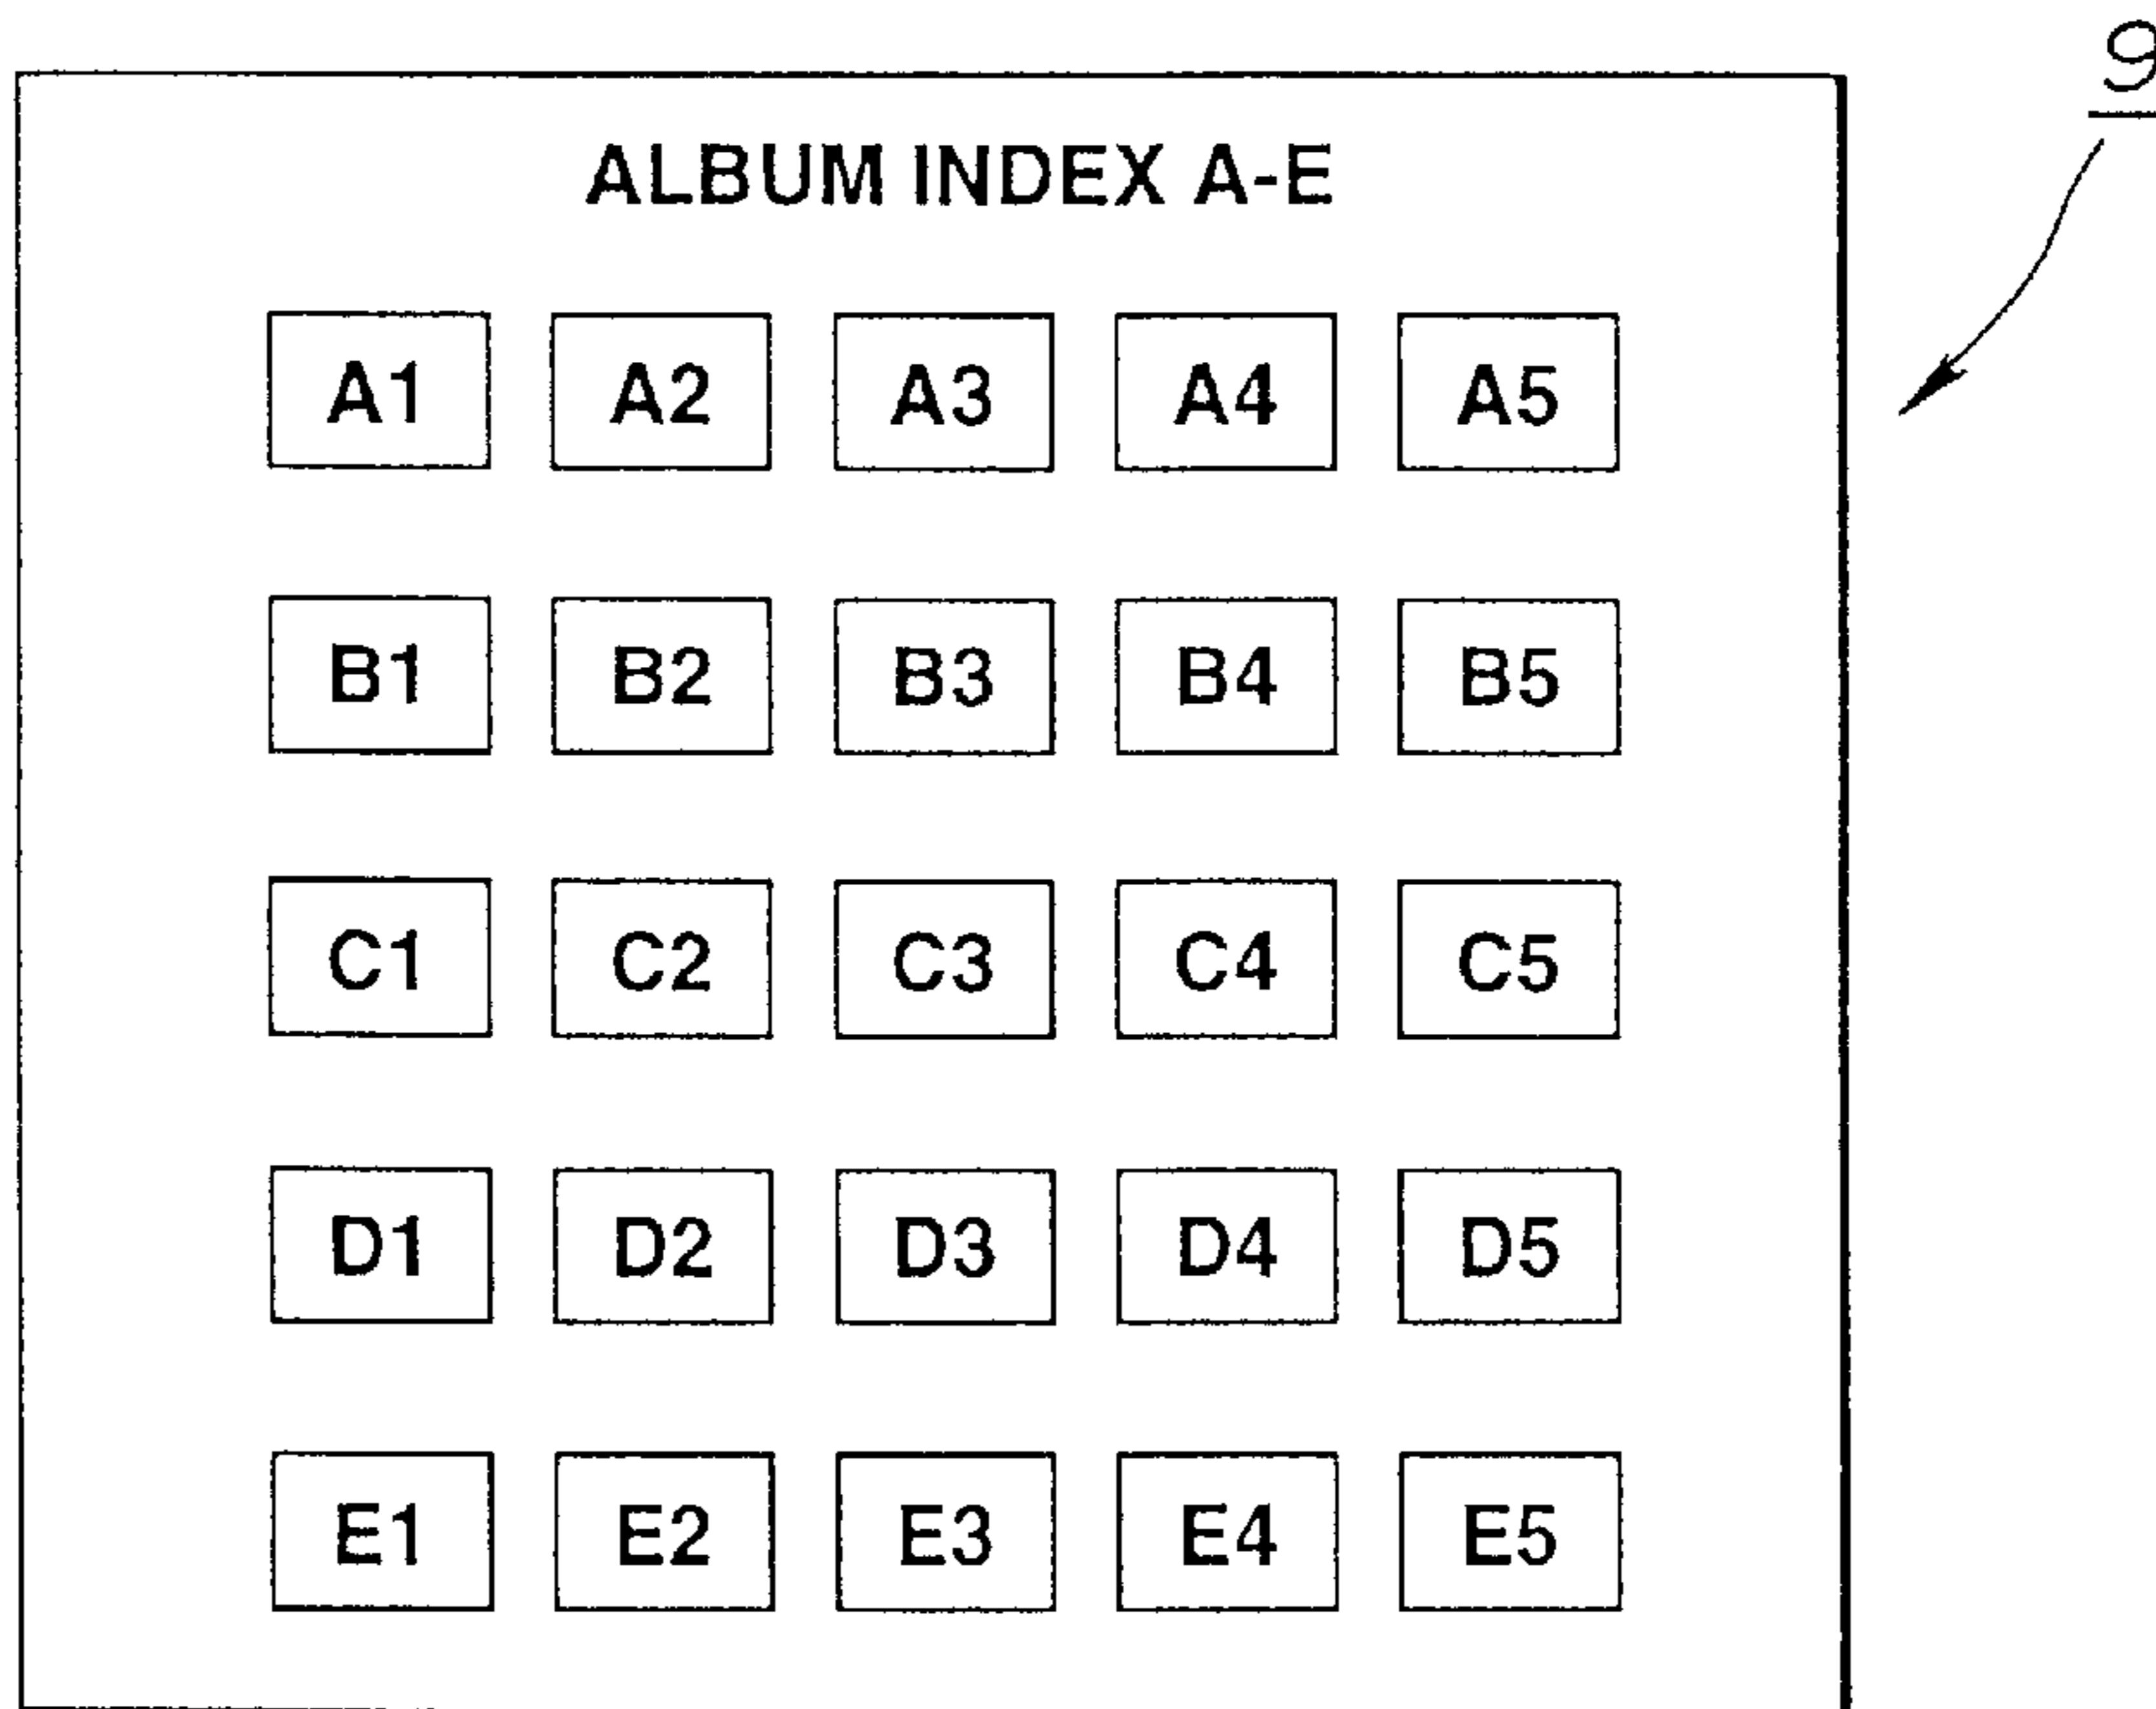 9
ALBUM INDEX A-E
A1 A2 A3 A4 A5
B1 B2 B3 B4 B5
C1 C2 C3 C4 C5
D1 D2 D3 D4 D5
E1 E2 E3 E4 E5